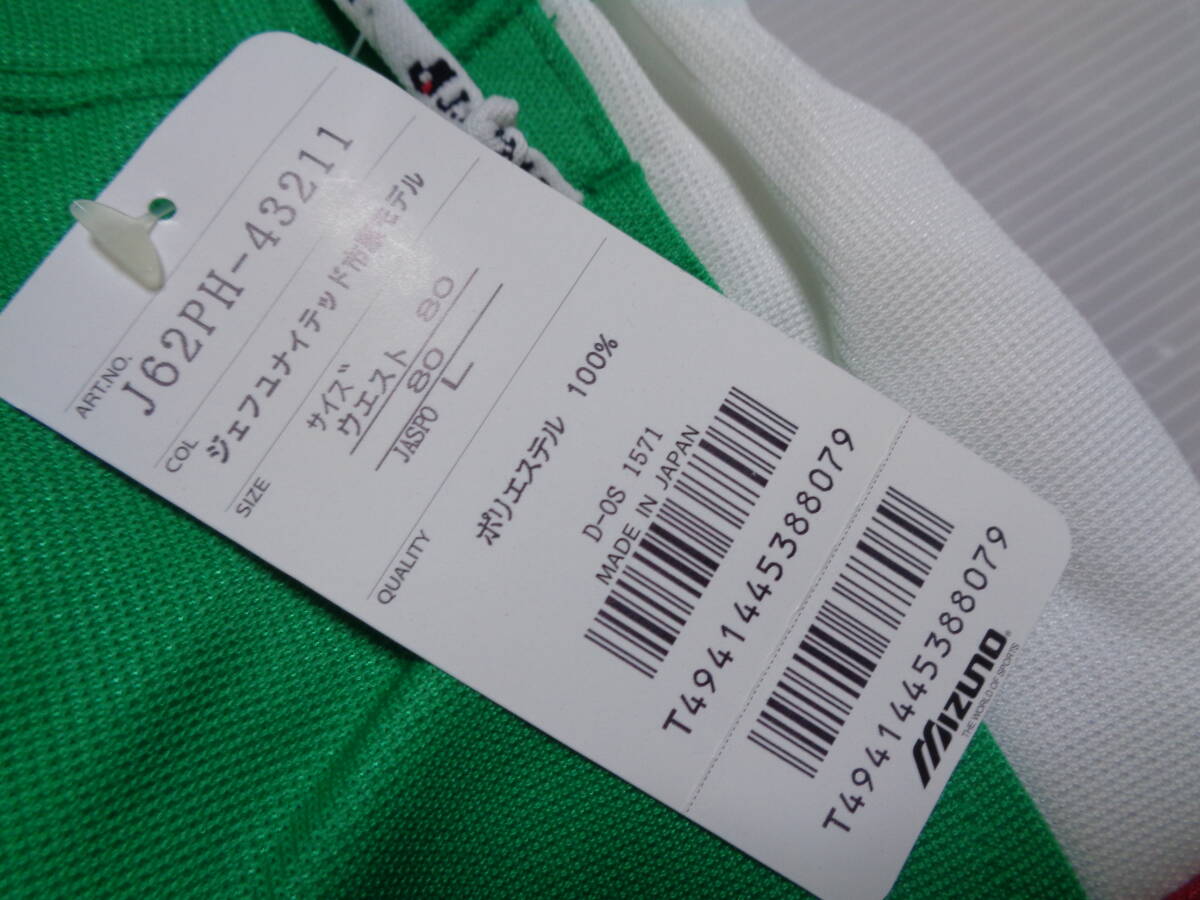 ART.NO.
J62PH-43211
COL
ジェフユナイテッド市原モデル
SIZE
サイズ 80
ウエスト 80
JASPO L
QUALITY
ポリエステル 100%
D-OS 1571
MADE IN JAPAN
T4941445388079
T4941445388079
MIZUNO®
THE WORLD OF SPORTS